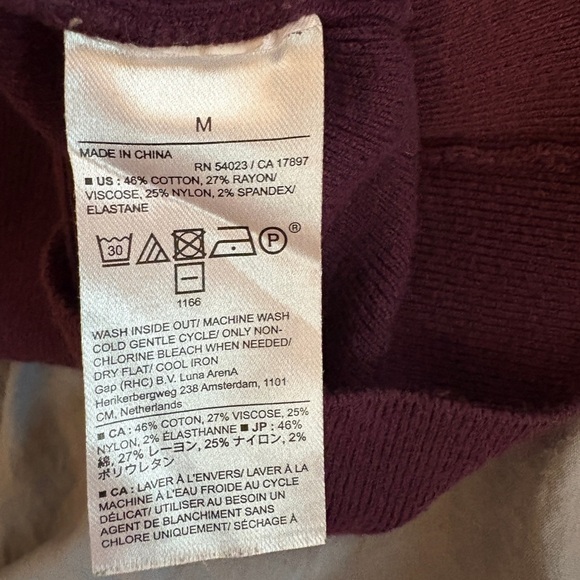 M
MADE IN CHINA
RN 54023 / CA 17897
■ US : 46% COTTON, 27% RAYON/
VISCOSE, 25% NYLON, 2% SPANDEX/
ELASTANE
30 P ®
1166
WASH INSIDE OUT/ MACHINE WASH
COLD GENTLE CYCLE/ ONLY NON-
CHLORINE BLEACH WHEN NEEDED/
DRY FLAT/ COOL IRON
Gap (RHC) B.V. Luna ArenA
Herikerbergweg 238 Amsterdam, 1101
CM, Netherlands
■ CA : 46% COTTON, 27% VISCOSE, 25%
NYLON, 2% ÉLASTHANNE ■ JP : 46%
綿, 27% レーヨン, 25% ナイロン, 2%
ポリウレタン
■ CA : LAVER À L'ENVERS/ LAVER À LA
MACHINE À L'EAU FROIDE AU CYCLE
DÉLICAT/ UTILISER AU BESOIN UN
AGENT DE BLANCHIMENT SANS
CHLORE UNIQUEMENT/ SÉCHAGE À